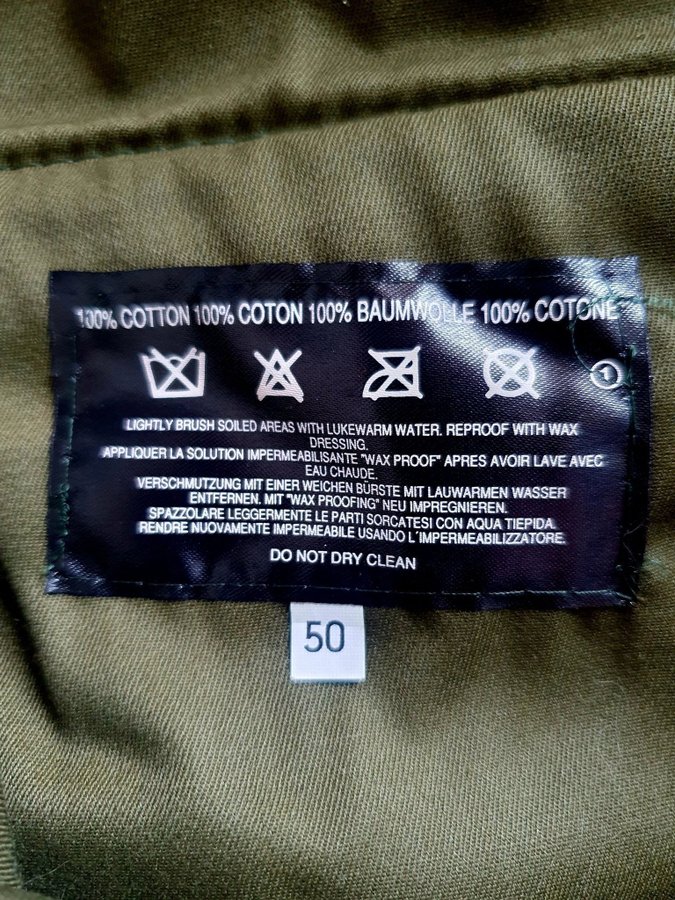 100% COTTON 100% COTON 100% BAUMWOLLE 100% COTONE
1
LIGHTLY BRUSH SOILED AREAS WITH LUKEWARM WATER. REPROOF WITH WAX
DRESSING.
APPLIQUER LA SOLUTION IMPERMEABILISANTE "WAX PROOF" APRES AVOIR LAVE AVEC
EAU CHAUDE.
VERSCHMUTZUNG MIT EINER WEICHEN BÜRSTE MIT LAUWARMEN WASSER
ENTFERNEN. MIT "WAX PROOFING" NEU IMPREGNIEREN.
SPAZZOLARE LEGGERMENTE LE PARTI SORCATESI CON AQUA TIEPIDA.
RENDRE NUOVAMENTE IMPERMEABILE USANDO L´IMPERMEABILIZZATORE.
DO NOT DRY CLEAN
50